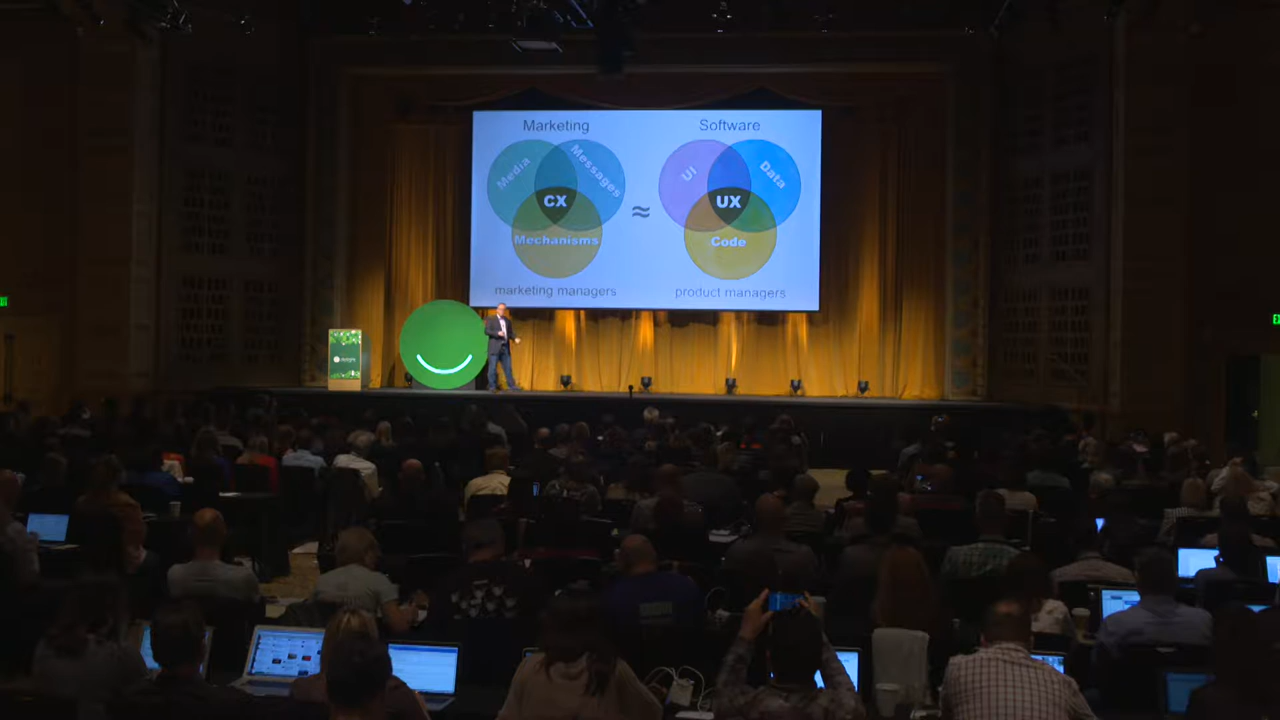 Marketing
Media
Messages
CX
Mechanisms
marketing managers
≈
Software
UI
Data
UX
Code
product managers